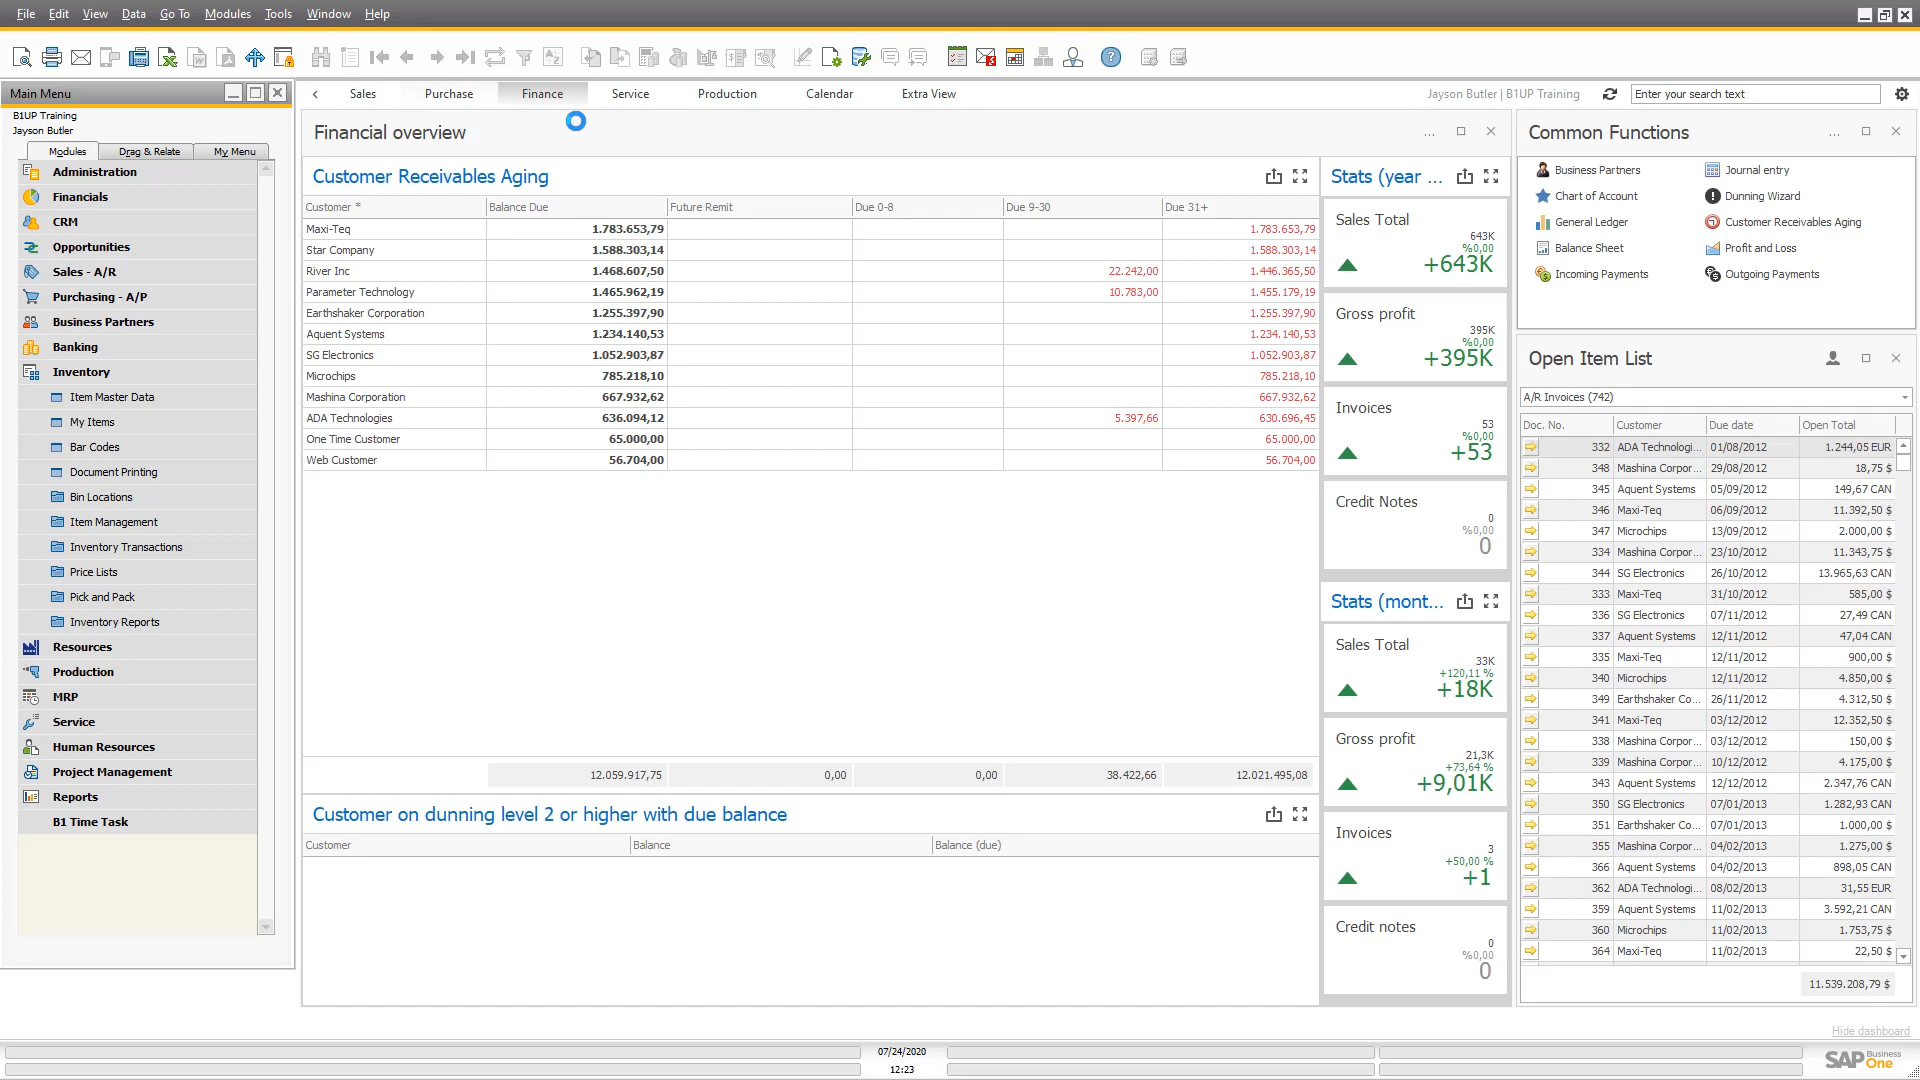 File Edit View Data Go To Modules Tools Window Help
Main Menu
B1UP Training
Jayson Butler
Modules Drag & Relate My Menu
Administration
Financials
CRM
Opportunities
Sales - A/R
Purchasing - A/P
Business Partners
Banking
Inventory
Item Master Data
My Items
Bar Codes
Document Printing
Bin Locations
Item Management
Inventory Transactions
Price Lists
Pick and Pack
Inventory Reports
Resources
Production
MRP
Service
Human Resources
Project Management
Reports
B1 Time Task
Sales Purchase Finance Service Production Calendar Extra View Jayson Butler | B1UP Training Enter your search text
Financial overview
Customer Receivables Aging
Customer * Balance Due Future Remit Due 0-8 Due 9-30 Due 31+
Maxi-Teq 1.783.653,79 1.783.653,79
Star Company 1.588.303,14 1.588.303,14
River Inc 1.468.607,50 22.242,00 1.446.365,50
Parameter Technology 1.465.962,19 10.783,00 1.455.179,19
Earthshaker Corporation 1.255.397,90 1.255.397,90
Aquent Systems 1.234.140,53 1.234.140,53
SG Electronics 1.052.903,87 1.052.903,87
Microchips 785.218,10 785.218,10
Mashina Corporation 667.932,62 667.932,62
ADA Technologies 636.094,12 5.397,66 630.696,45
One Time Customer 65.000,00 65.000,00
Web Customer 56.704,00 56.704,00
12.059.917,75 0,00 0,00 38.422,66 12.021.495,08
Customer on dunning level 2 or higher with due balance
Customer Balance Balance (due)
Stats (year ...
Sales Total
643K
%0,00
+643K
Gross profit
395K
%0,00
+395K
Invoices
53
%0,00
+53
Credit Notes
0
%0,00
0
Stats (mont...
Sales Total
33K
+120,11 %
+18K
Gross profit
21,3K
+73,64 %
+9,01K
Invoices
3
+50,00 %
+1
Credit notes
0
%0,00
0
Common Functions
Business Partners Journal entry
Chart of Account Dunning Wizard
General Ledger Customer Receivables Aging
Balance Sheet Profit and Loss
Incoming Payments Outgoing Payments
Open Item List
A/R Invoices (742)
Doc. No. Customer Due date Open Total
332 ADA Technologi... 01/08/2012 1.244,05 EUR
348 Mashina Corpor... 29/08/2012 18,75 $
345 Aquent Systems 05/09/2012 149,67 CAN
346 Maxi-Teq 06/09/2012 11.392,50 $
347 Microchips 13/09/2012 2.000,00 $
334 Mashina Corpor... 23/10/2012 11.343,75 $
344 SG Electronics 26/10/2012 13.965,63 CAN
333 Maxi-Teq 31/10/2012 585,00 $
336 SG Electronics 07/11/2012 27,49 CAN
337 Aquent Systems 12/11/2012 47,04 CAN
335 Maxi-Teq 12/11/2012 900,00 $
340 Microchips 12/11/2012 4.850,00 $
349 Earthshaker Co... 26/11/2012 4.312,50 $
341 Maxi-Teq 03/12/2012 12.352,50 $
338 Mashina Corpor... 03/12/2012 150,00 $
339 Mashina Corpor... 10/12/2012 4.175,00 $
343 Aquent Systems 12/12/2012 2.347,76 CAN
350 SG Electronics 07/01/2013 1.282,93 CAN
351 Earthshaker Co... 07/01/2013 1.000,00 $
355 Mashina Corpor... 04/02/2013 1.275,00 $
366 Aquent Systems 04/02/2013 898,05 CAN
362 ADA Technologi... 08/02/2013 31,55 EUR
359 Aquent Systems 11/02/2013 3.592,21 CAN
360 Microchips 11/02/2013 1.753,75 $
364 Maxi-Teq 11/02/2013 22,50 $
11.539.208,79 $
Hide dashboard
07/24/2020
12:23
SAP Business One